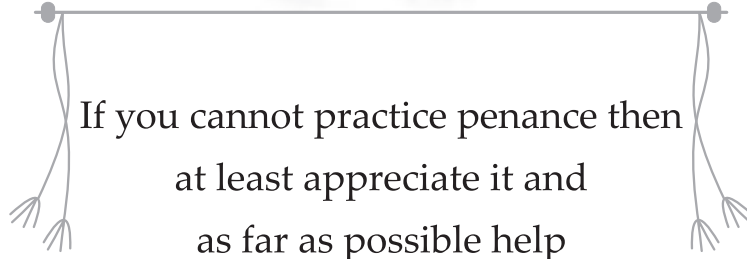 If you cannot practice penance then
at least appreciate it and
as far as possible help